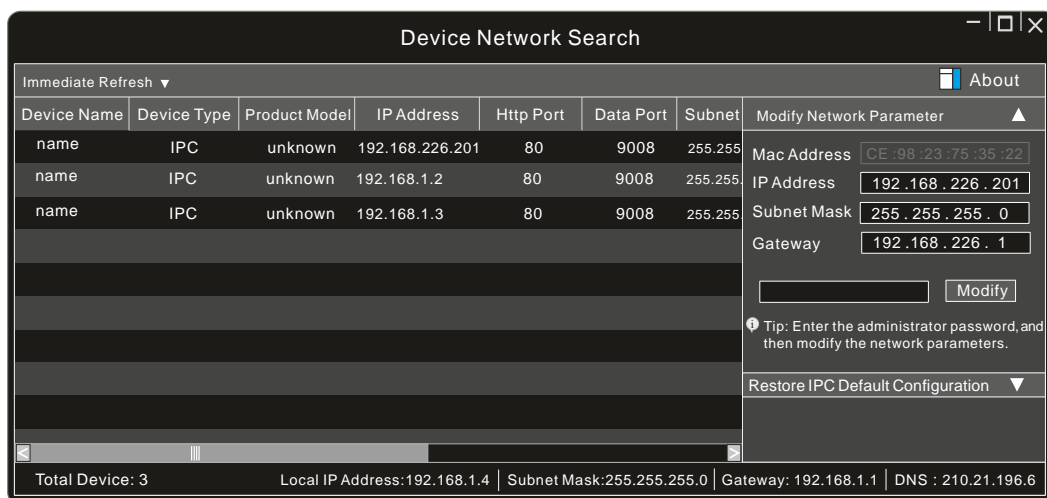 Device Network Search
Immediate Refresh ▼
About
Device Name Device Type Product Model IP Address Http Port Data Port Subnet
name IPC unknown 192.168.226.201 80 9008 255.255
name IPC unknown 192.168.1.2 80 9008 255.255.
name IPC unknown 192.168.1.3 80 9008 255.255.
Modify Network Parameter
Mac Address CE :98 :23 :75 :35 :22
IP Address 192 .168 . 226 . 201
Subnet Mask 255 . 255 . 255 . 0
Gateway 192 .168 . 226 . 1
Modify
Tip: Enter the administrator password, and
then modify the network parameters.
Restore IPC Default Configuration
Total Device: 3 Local IP Address:192.168.1.4 Subnet Mask:255.255.255.0 Gateway: 192.168.1.1 DNS : 210.21.196.6